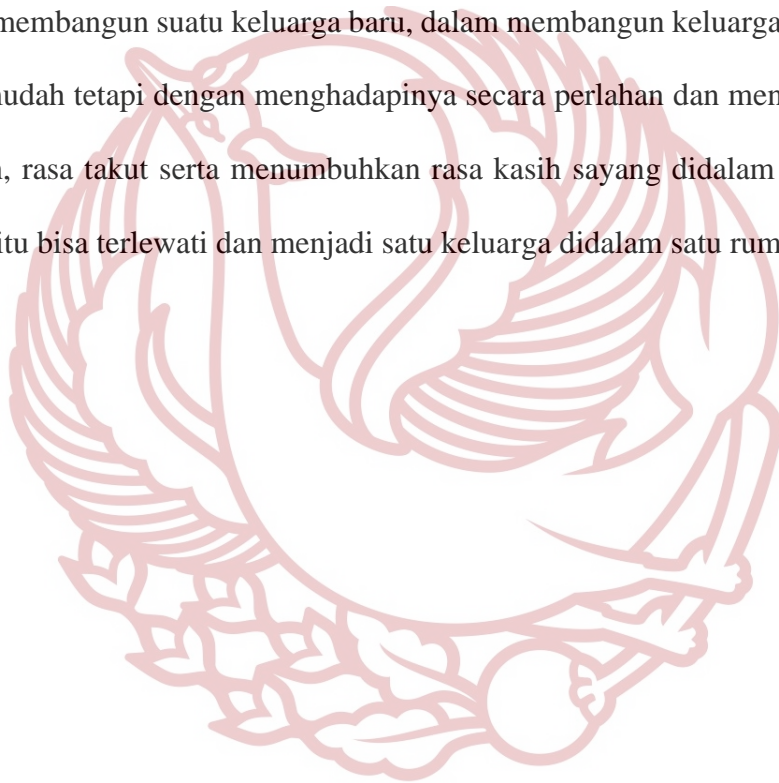 membangun suatu keluarga baru, dalam membangun keluarga
udah tetapi dengan menghadapinya secara perlahan dan men
, rasa takut serta menumbuhkan rasa kasih sayang didalam
itu bisa terlewati dan menjadi satu keluarga didalam satu rum